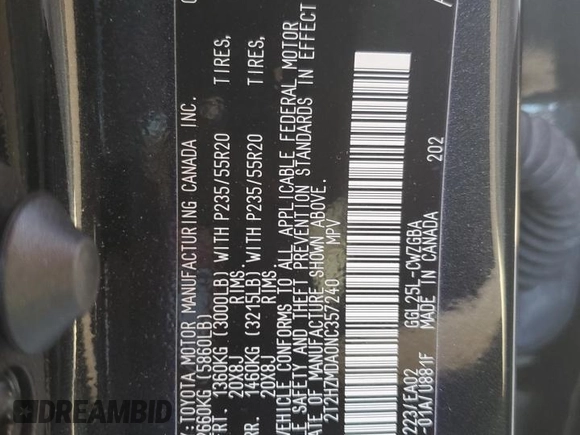 Y:TOYOTA MOTOR MANUFACTURING CANADA INC.
2660KG (5860LB)
FRT. 1360KG (3000LB) WITH P235/55R20 TIRES,
20X8J RIMS
RR. 1460KG (3215LB) WITH P235/55R20 TIRES,
20X8J RIMS
VEHICLE CONFORMS TO ALL APPLICABLE FEDERAL MOTOR
SAFETY AND THEFT PREVENTION STANDARDS IN EFFECT
OF MANUFACTURE SHOWN ABOVE.
2T2HZMDA0NC357240 MPV
202
223/EA02 GGL25L-CWZGBA
-01A/10881F MADE IN CANADA
DREAMBID